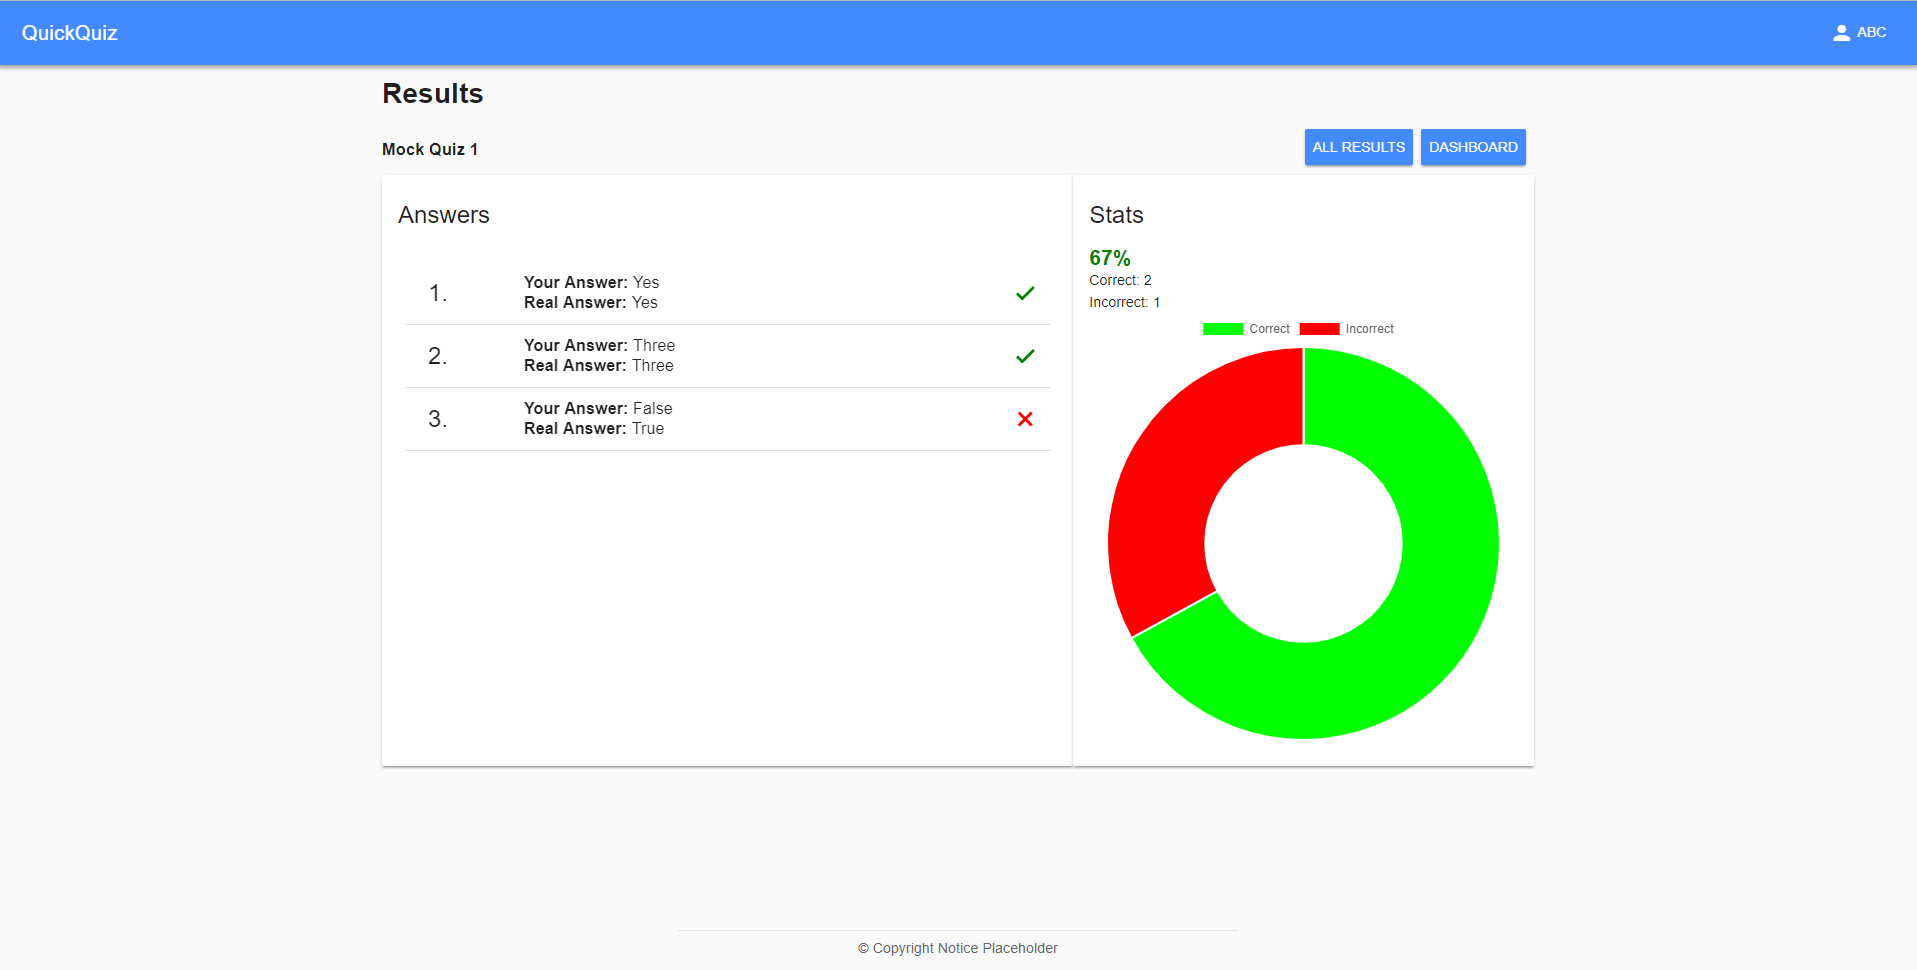 QuickQuiz
ABC
Results
Mock Quiz 1
ALL RESULTS
DASHBOARD
Answers
1.
Your Answer: Yes
Real Answer: Yes
2.
Your Answer: Three
Real Answer: Three
3.
Your Answer: False
Real Answer: True
Stats
67%
Correct: 2
Incorrect: 1
Correct
Incorrect
© Copyright Notice Placeholder